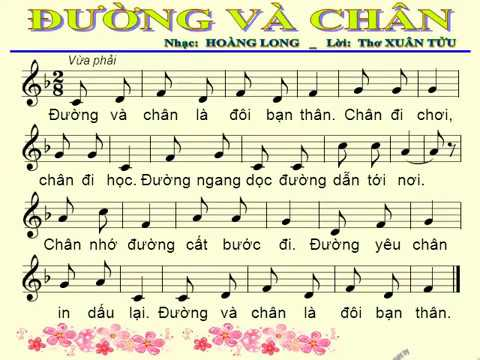 ĐƯỜNG VÀ CHÂN
Nhạc: HOÀNG LONG _ Lời: Thơ XUÂN TỬU
Vừa phải
2
8
Đường và chân là đôi bạn thân. Chân đi chơi,
chân đi học. Đường ngang dọc đường dẫn tới nơi.
Chân nhớ đường cất bước đi. Đường yêu chân
in dấu lại. Đường và chân là đôi bạn thân.